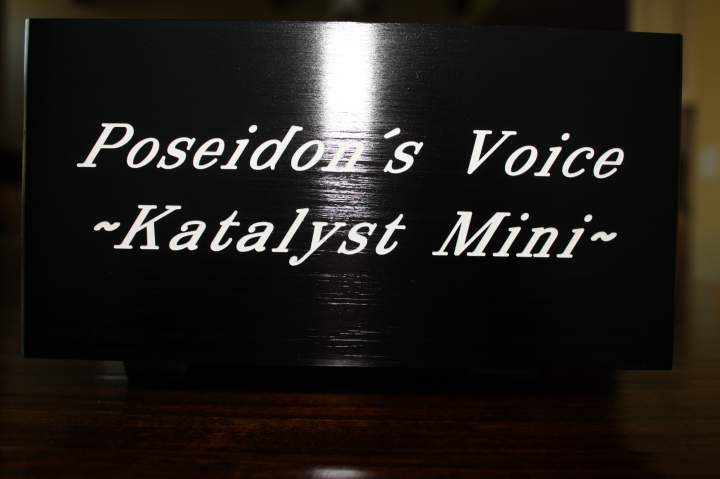 Poseidon´s Voice
~Katalyst Mini~